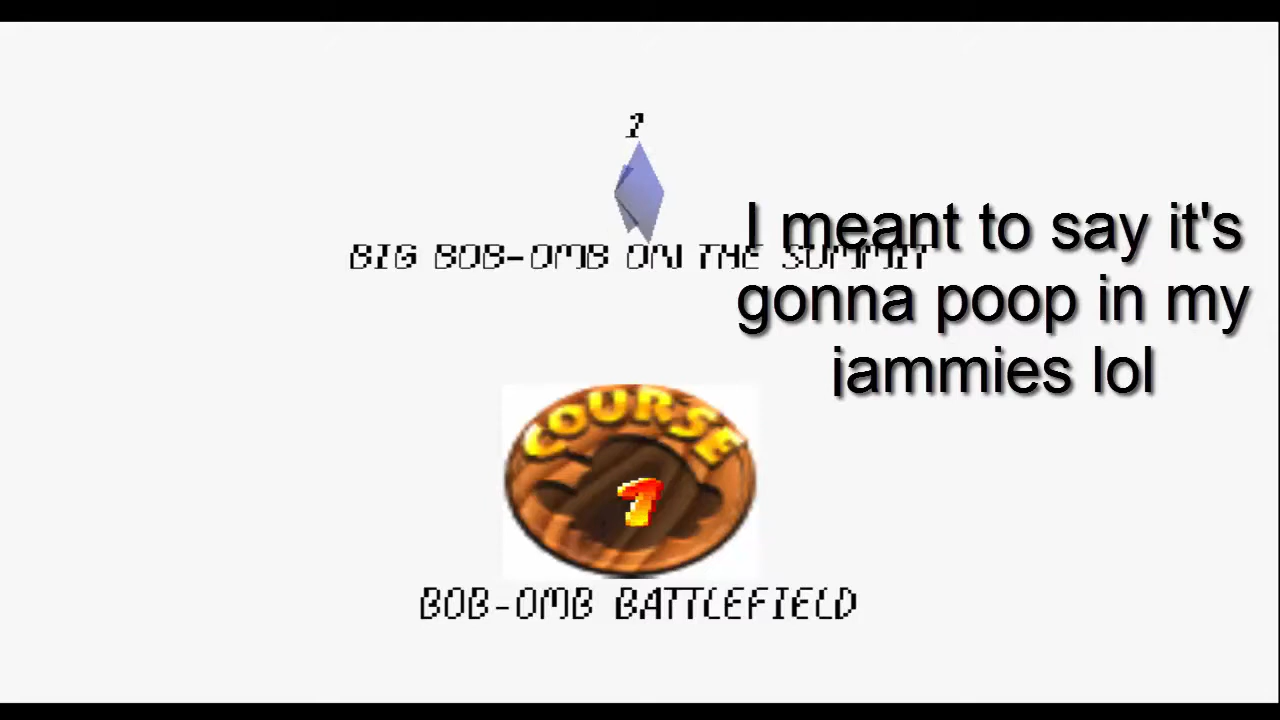 1
BIG BOB-OMB ON THE SUMMIT
I meant to say it's
gonna poop in my
jammies lol
COURSE
1
BOB-OMB BATTLEFIELD